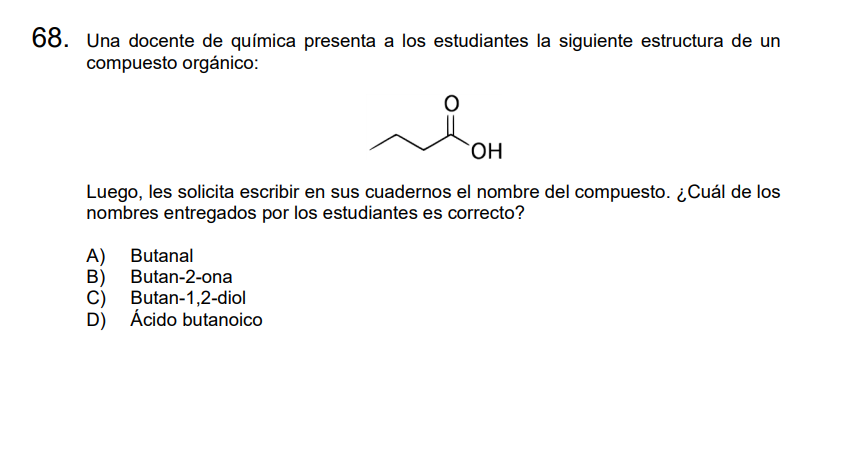 68. Una docente de química presenta a los estudiantes la siguiente estructura de un
compuesto orgánico:
O
OH
Luego, les solicita escribir en sus cuadernos el nombre del compuesto. ¿Cuál de los
nombres entregados por los estudiantes es correcto?
A) Butanal
B) Butan-2-ona
C) Butan-1,2-diol
D) Ácido butanoico